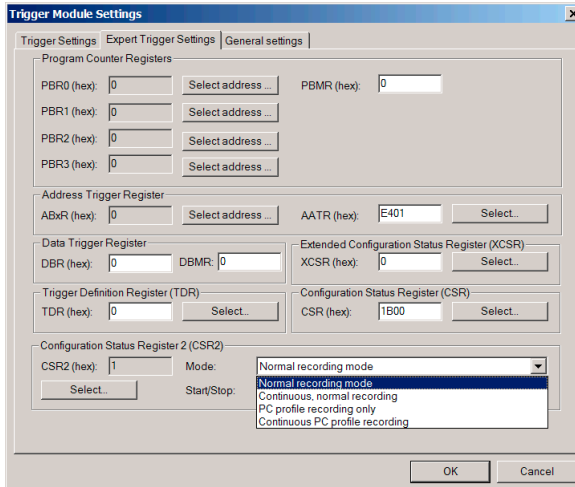 Trigger Module Settings
Trigger Settings Expert Trigger Settings General settings
Program Counter Registers
PBR0 (hex): 0 Select address ... PBMR (hex): 0
PBR1 (hex): 0 Select address ...
PBR2 (hex): 0 Select address ...
PBR3 (hex): 0 Select address ...
Address Trigger Register
ABxR (hex): 0 Select address ... AATR (hex): E401 Select...
Data Trigger Register Extended Configuration Status Register (XCSR)
DBR (hex): 0 DBMR: 0 XCSR (hex): 0 Select...
Trigger Definition Register (TDR) Configuration Status Register (CSR)
TDR (hex): 0 Select... CSR (hex): 1B00 Select...
Configuration Status Register 2 (CSR2)
CSR2 (hex): 1 Mode: Normal recording mode
Select... Start/Stop: Normal recording mode
Continuous, normal recording
PC profile recording only
Continuous PC profile recording
OK Cancel